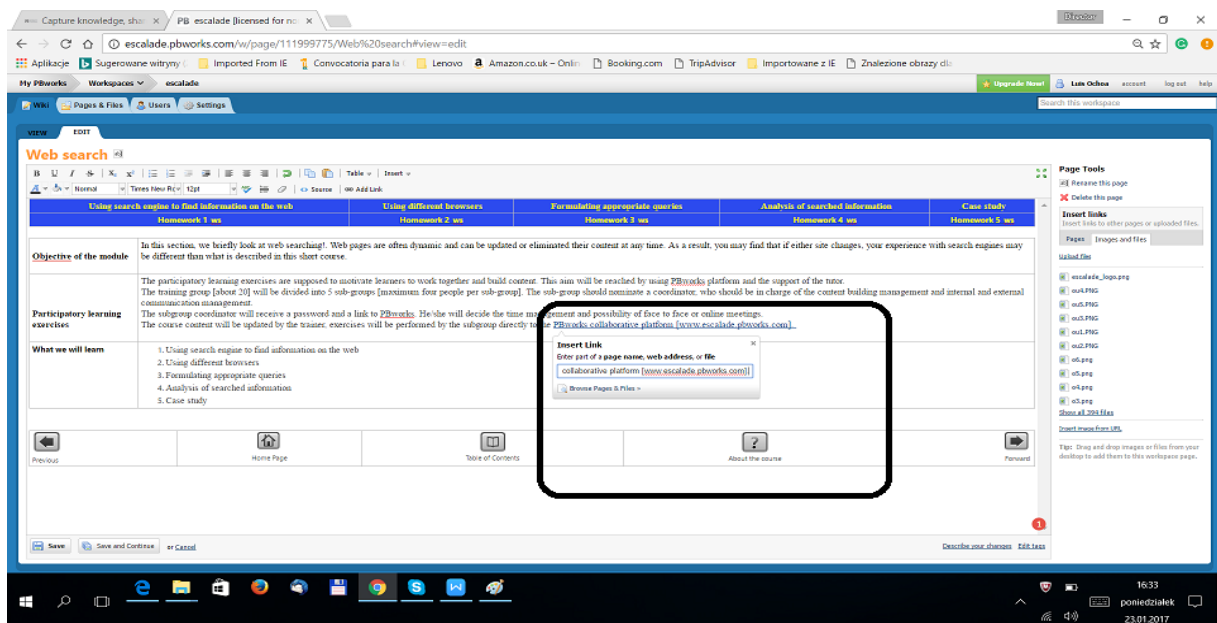 Capture knowledge, shar × PB escalade [licensed for no × Director
escalade.pbworks.com/w/page/111999775/Web%20search#view=edit
Aplikacje Sugerowane witryny Imported From IE Convocatoria para la Lenovo Amazon.co.uk – Onlin Booking.com TripAdvisor Importowane z IE Znalezione obrazy dla
My PBworks Workspaces escalade Upgrade Now! Luis Ochoa account log out help
Wiki Pages & Files Users Settings Search this workspace
VIEW EDIT
Web search
B U I S X₂ x² Table Insert
Normal Times New Ro 12pt Source Add Link
Using search engine to find information on the web Using different browsers Formulating appropriate queries Analysis of searched information Case study
Homework 1 ws Homework 2 ws Homework 3 ws Homework 4 ws Homework 5 ws
Objective of the module
In this section, we briefly look at web searching!. Web pages are often dynamic and can be updated or eliminated their content at any time. As a result, you may find that if either site changes, your experience with search engines may
be different than what is described in this short course.
Participatory learning
exercises
The participatory learning exercises are supposed to motivate learners to work together and build content. This aim will be reached by using PBworks platform and the support of the tutor.
The training group [about 20] will be divided into 5 sub-groups [maximum four people per sub-group]. The sub-group should nominate a coordinator, who should be in charge of the content building management and internal and external
communication management.
The subgroup coordinator will receive a password and a link to PBworks. He/she will decide the time management and possibility of face to face or online meetings.
The course content will be updated by the trainer, exercises will be performed by the subgroup directly to the PBworks collaborative platform [www.escalade.pbworks.com].
What we will learn
1. Using search engine to find information on the web
2. Using different browsers
3. Formulating appropriate queries
4. Analysis of searched information
5. Case study
Insert Link ×
Enter part of a page name, web address, or file
collaborative platform [www.escalade.pbworks.com]
Browse Pages & Files »
Previous Home Page Table of Contents About the course Forward
1
Save Save and Continue or Cancel Describe your changes Edit tags
Page Tools
Rename this page
Delete this page
Insert links
Insert links to other pages or uploaded files.
Pages Images and files
Upload files
escalade_logo.png
ou4.PNG
ou5.PNG
ou3.PNG
ou1.PNG
ou2.PNG
o6.png
o5.png
o4.png
o3.png
Show all 394 files
Insert image from URL
Tip: Drag and drop images or files from your
desktop to add them to this workspace page.
16:33
poniedziałek
23.01.2017